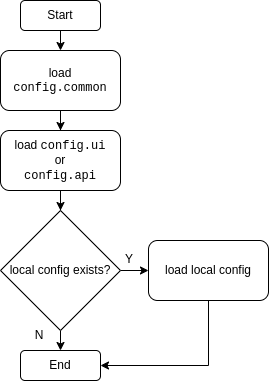 Start
load
config.common
load config.ui
or
config.api
local config exists?
Y
load local config
N
End